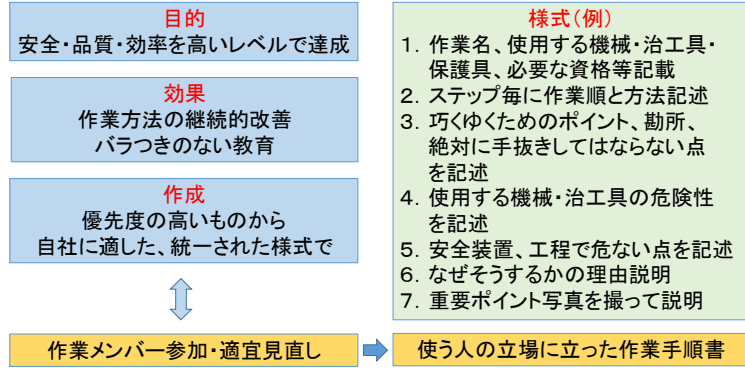 目的
安全・品質・効率を高いレベルで達成
効果
作業方法の継続的改善
バラつきのない教育
作成
優先度の高いものから
自社に適した、統一された様式で
作業メンバー参加・適宜見直し
様式(例)
1. 作業名、使用する機械・治工具・
保護具、必要な資格等記載
2. ステップ毎に作業順と方法記述
3. 巧くゆくためのポイント、勘所、
絶対に手抜きしてはならない点
を記述
4. 使用する機械・治工具の危険性
を記述
5. 安全装置、工程で危ない点を記述
6. なぜそうするかの理由説明
7. 重要ポイント写真を撮って説明
使う人の立場に立った作業手順書